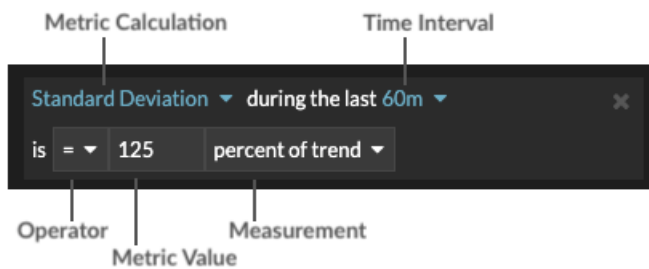 Metric Calculation Time Interval
Standard Deviation during the last 60m
is = 125 percent of trend
Operator Measurement
Metric Value